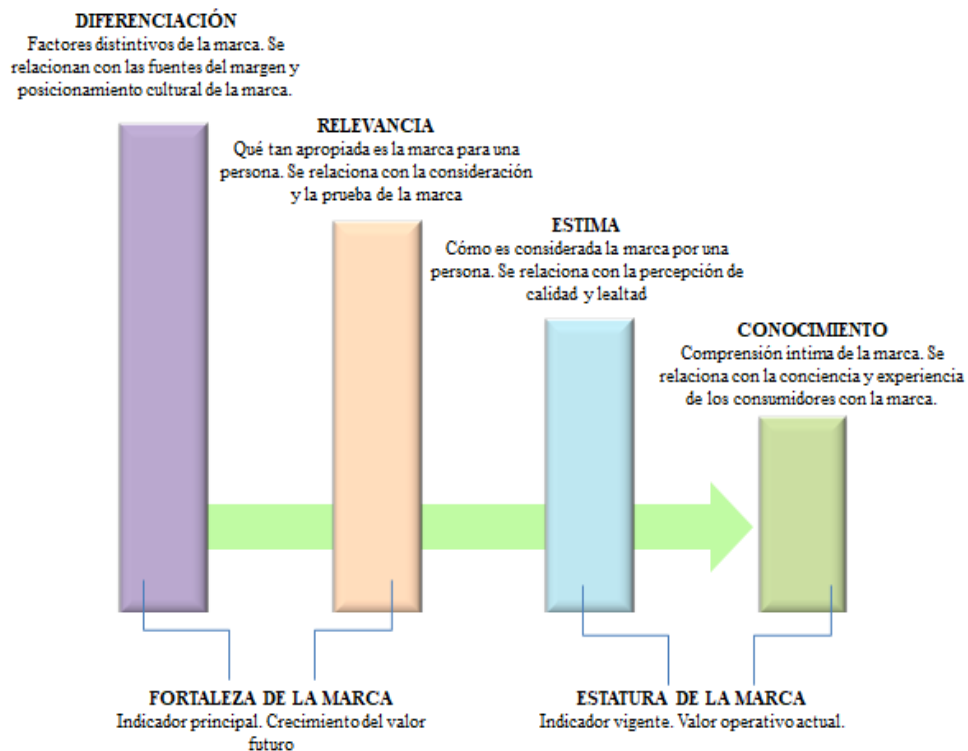 DIFERENCIACIÓN
Factores distintivos de la marca. Se
relacionan con las fuentes del margen y
posicionamiento cultural de la marca.
RELEVANCIA
Qué tan apropiada es la marca para una
persona. Se relaciona con la consideración
y la prueba de la marca
ESTIMA
Cómo es considerada la marca por una
persona. Se relaciona con la percepción de
calidad y lealtad
CONOCIMIENTO
Comprensión íntima de la marca. Se
relaciona con la conciencia y experiencia
de los consumidores con la marca.
FORTALEZA DE LA MARCA
Indicador principal. Crecimiento del valor
futuro
ESTATURA DE LA MARCA
Indicador vigente. Valor operativo actual.